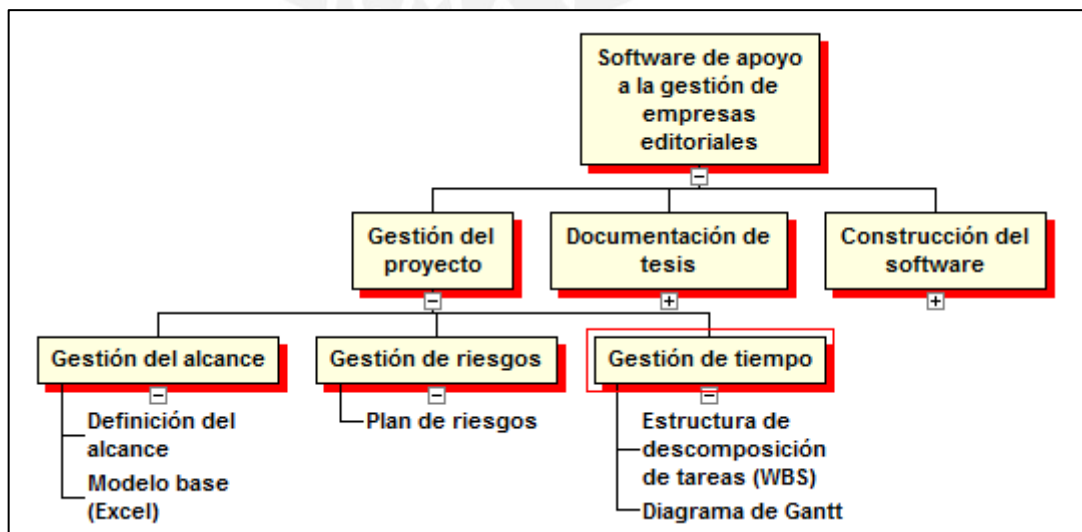 Software de apoyo
a la gestión de
empresas
editoriales
Gestión del
proyecto
Documentación de
tesis
Construcción del
software
Gestión del alcance
Gestión de riesgos
Gestión de tiempo
Definición del
alcance
Modelo base
(Excel)
Plan de riesgos
Estructura de
descomposición
de tareas (WBS)
Diagrama de Gantt